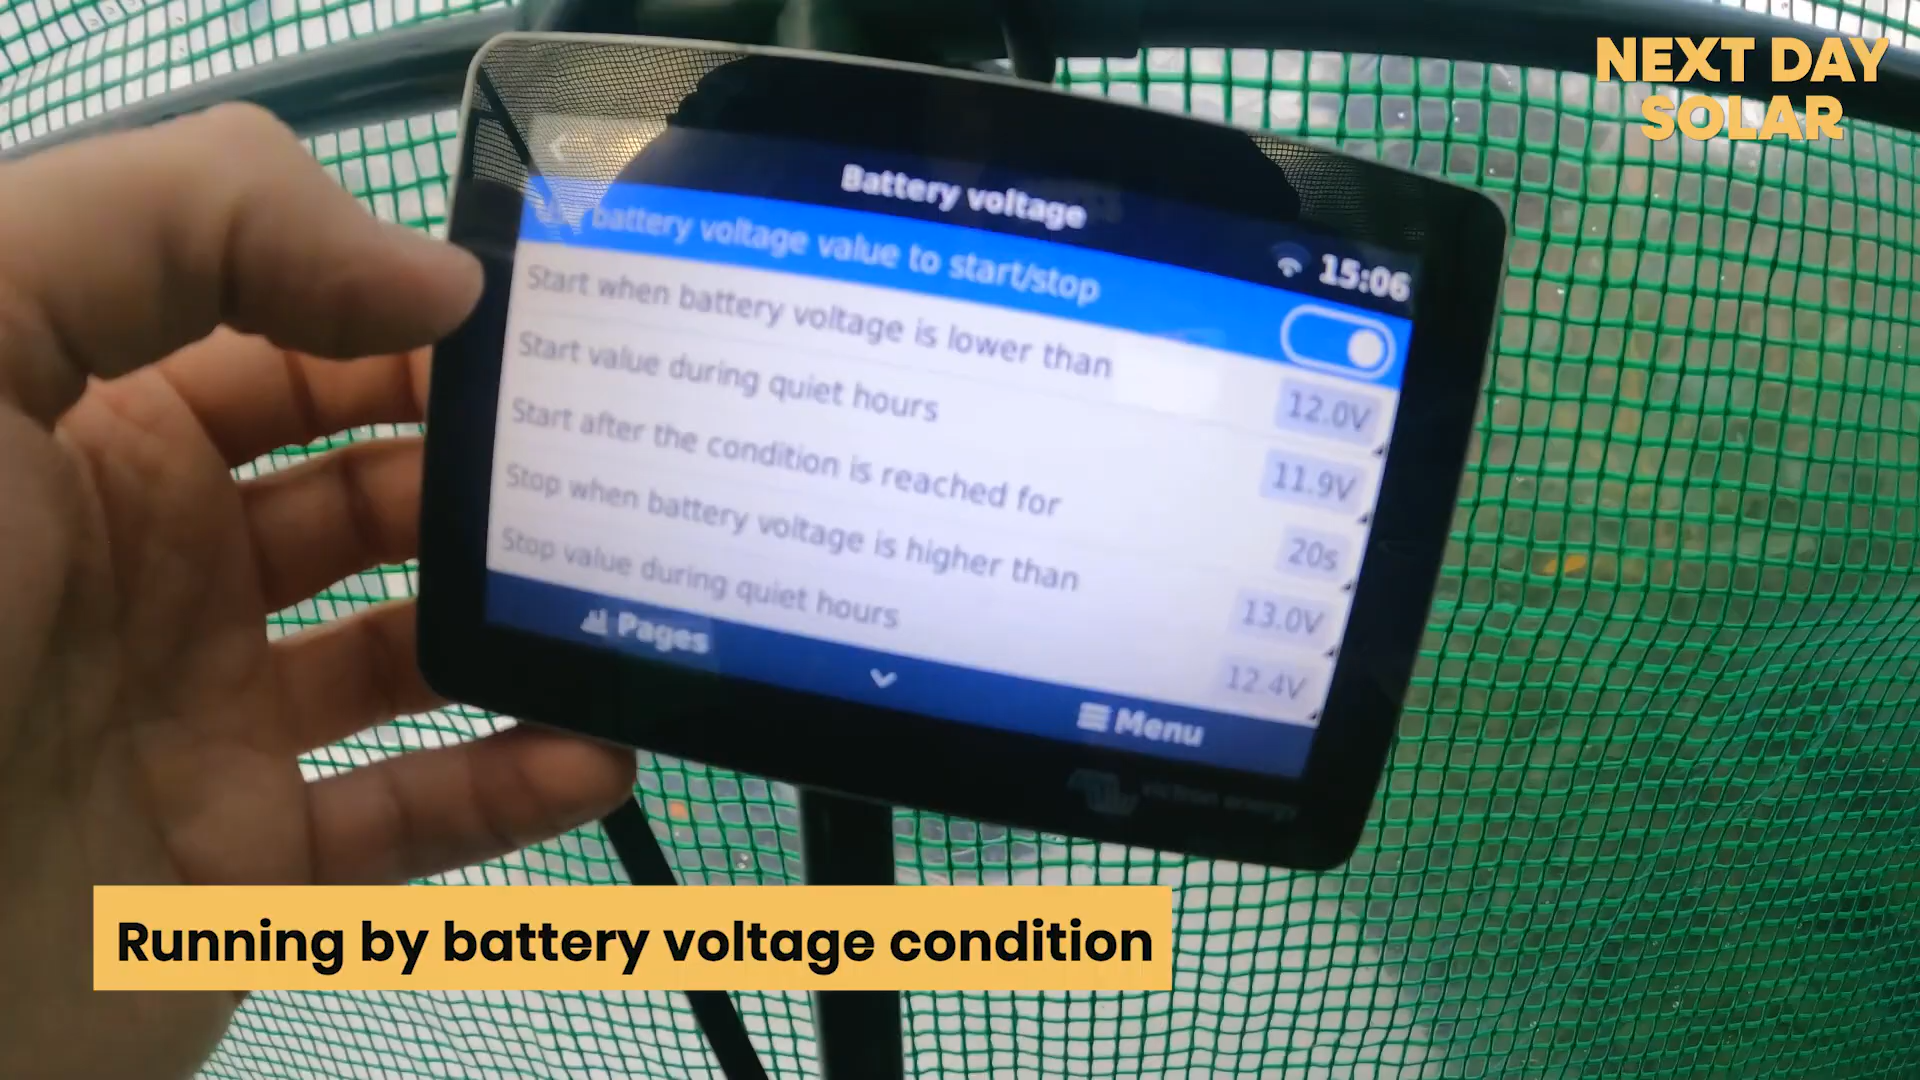 NEXT DAY
SOLAR
Battery voltage
15:06
battery voltage value to start/stop
Start when battery voltage is lower than 12.0V
Start value during quiet hours 11.9V
Start after the condition is reached for 20s
Stop when battery voltage is higher than 13.0V
Stop value during quiet hours 12.4V
Pages
Menu
victron energy
Running by battery voltage condition